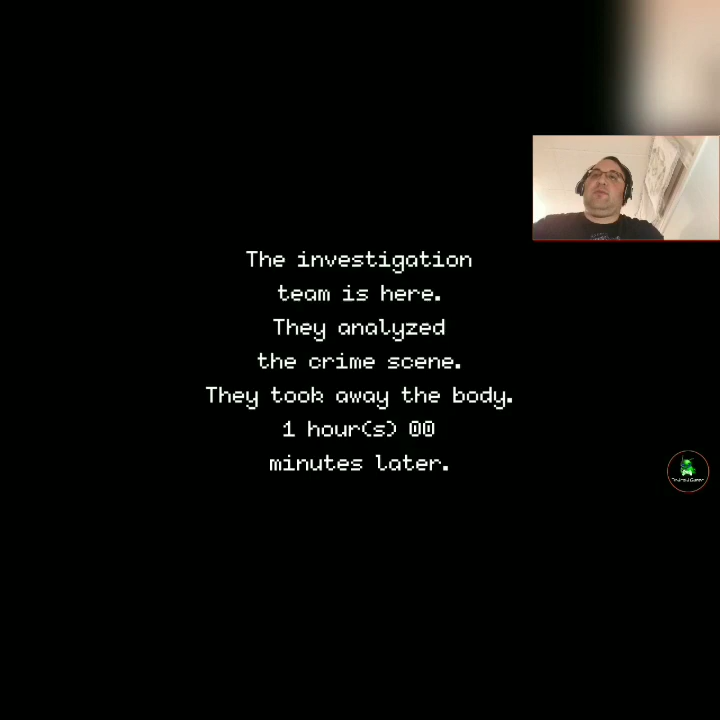 The investigation
team is here.
They analyzed
the crime scene.
They took away the body.
1 hour(s) 00
minutes later.